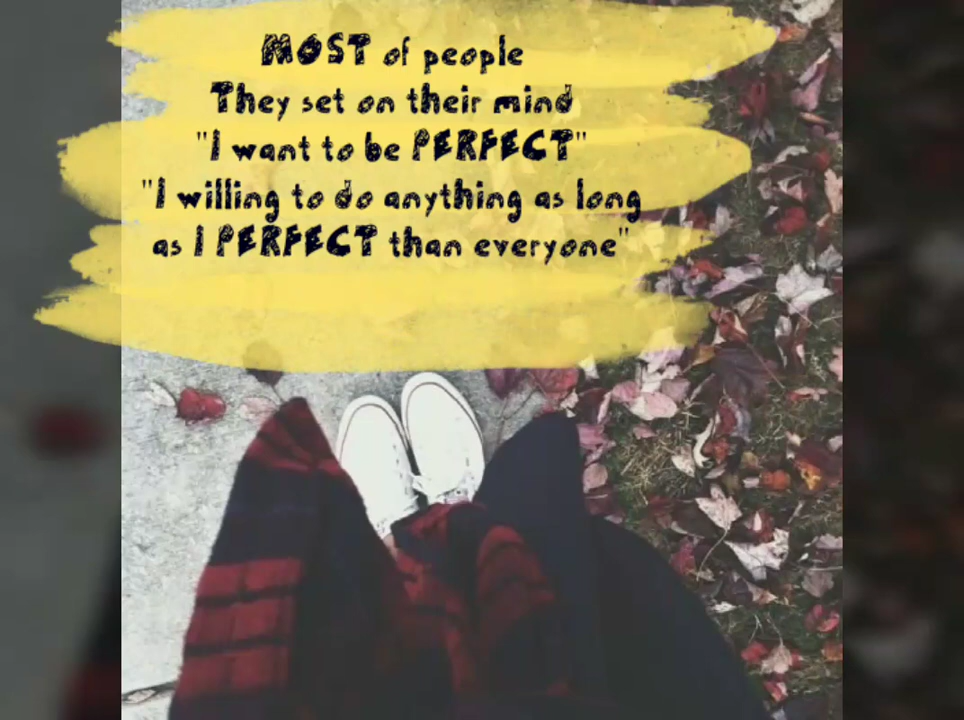 MOST of people
They set on their mind
"I want to be PERFECT"
"I willing to do anything as long
as I PERFECT than everyone"